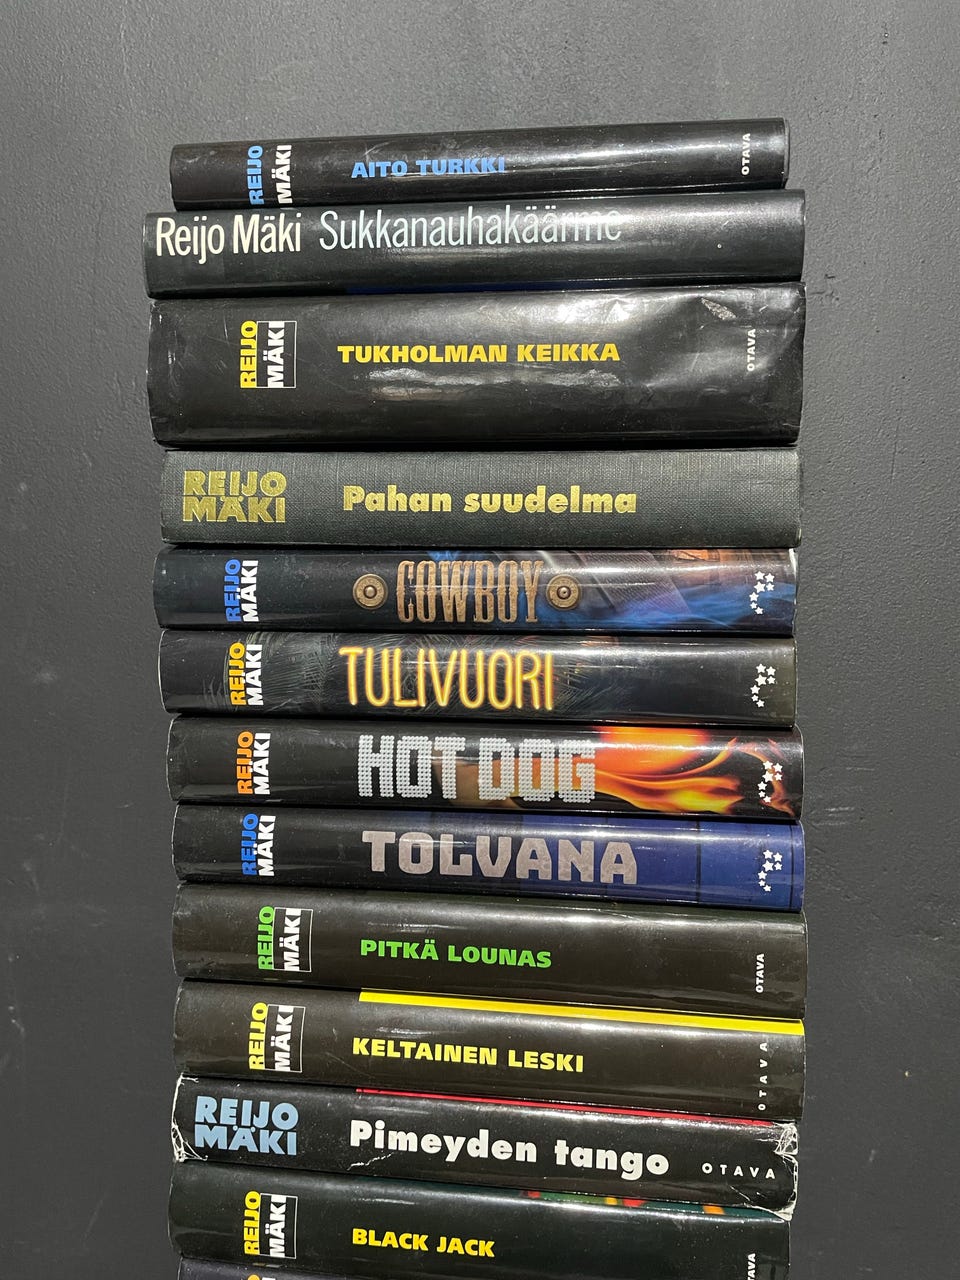 REIJO
MÄKI
AITO TURKKI
OTAVA
Reijo Mäki Sukkanauhakäärme
REIJO
MÄKI
TUKHOLMAN KEIKKA
OTAVA
REIJO
MÄKI
Pahan suudelma
REIJO
MÄKI
COWBOY
REIJO
MÄKI
TULIVUORI
REIJO
MÄKI
HOT DOG
REIJO
MÄKI
TOLVANA
REIJO
MÄKI
PITKÄ LOUNAS
OTAVA
REIJO
MÄKI
KELTAINEN LESKI
OTAVA
REIJO
MÄKI
Pimeyden tango
OTAVA
REIJO
MÄKI
BLACK JACK